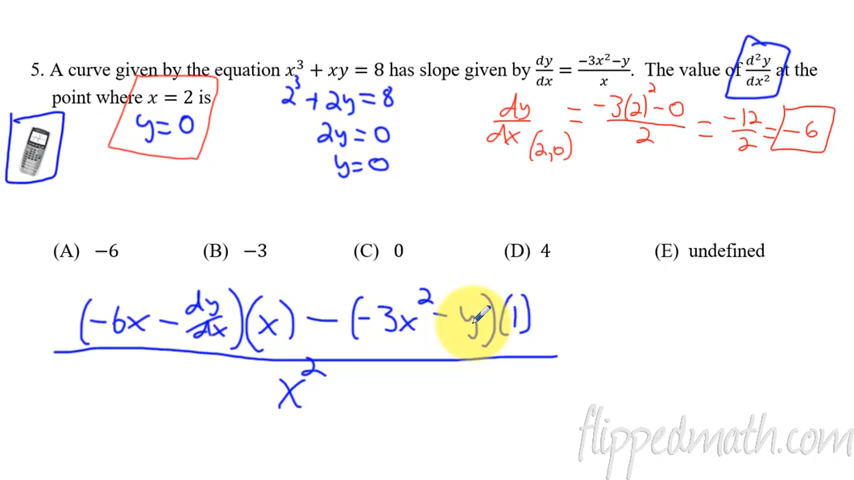 5. A curve given by the equation x³ + xy = 8 has slope given by dy/dx = (−3x²−y)/x. The value of d²y/dx² at the
point where x = 2 is
y = 0
2³ + 2y = 8
2y = 0
y = 0
dy/dx (2,0) = (−3(2)² − 0)/2 = −12/2 = −6
(A) −6 (B) −3 (C) 0 (D) 4 (E) undefined
(−6x − dy/dx)(x) − (−3x² − y)(1)
x²
flippedmath.com